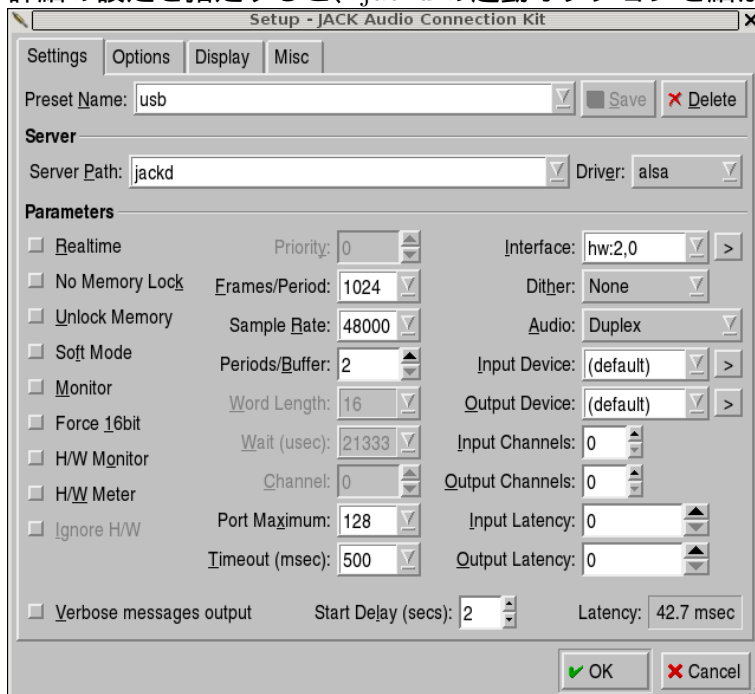 Setup - JACK Audio Connection Kit
Settings Options Display Misc
Preset Name: usb Save Delete
Server
Server Path: jackd Driver: alsa
Parameters
Realtime Priority: 0 Interface: hw:2,0 >
No Memory Lock Frames/Period: 1024 Dither: None
Unlock Memory Sample Rate: 48000 Audio: Duplex
Soft Mode Periods/Buffer: 2 Input Device: (default) >
Monitor Word Length: 16 Output Device: (default) >
Force 16bit Wait (usec): 21333 Input Channels: 0
H/W Monitor Channel: 0 Output Channels: 0
H/W Meter Port Maximum: 128 Input Latency: 0
Ignore H/W Timeout (msec): 500 Output Latency: 0
Verbose messages output Start Delay (secs): 2 Latency: 42.7 msec
OK Cancel